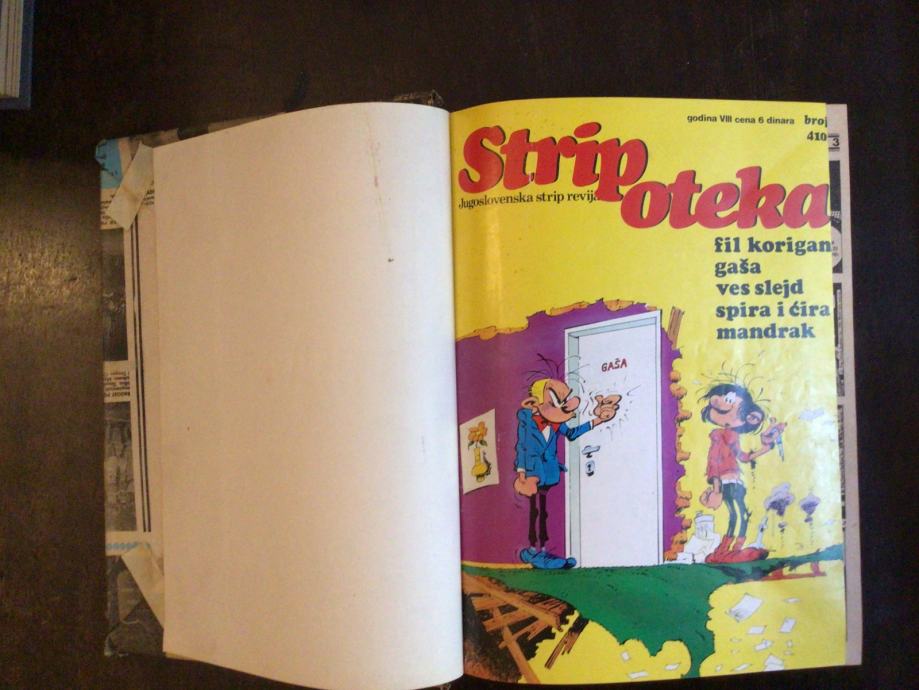 godina VIII cena 6 dinara broj
410
Strip
oteka
Jugoslovenska strip revija
fil korigan
gaša
ves slejd
spira i ćira
mandrak
GAŠA
3